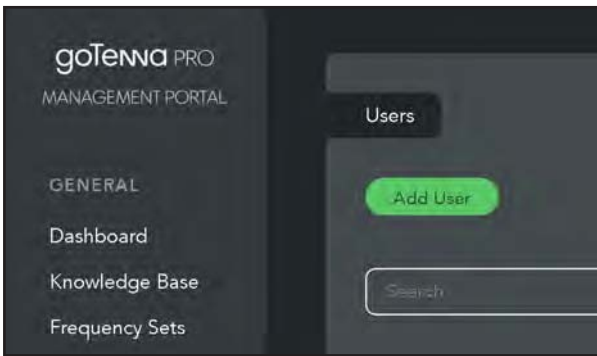 goTenna PRO
MANAGEMENT PORTAL
GENERAL
Dashboard
Knowledge Base
Frequency Sets
Users
Add User
Search